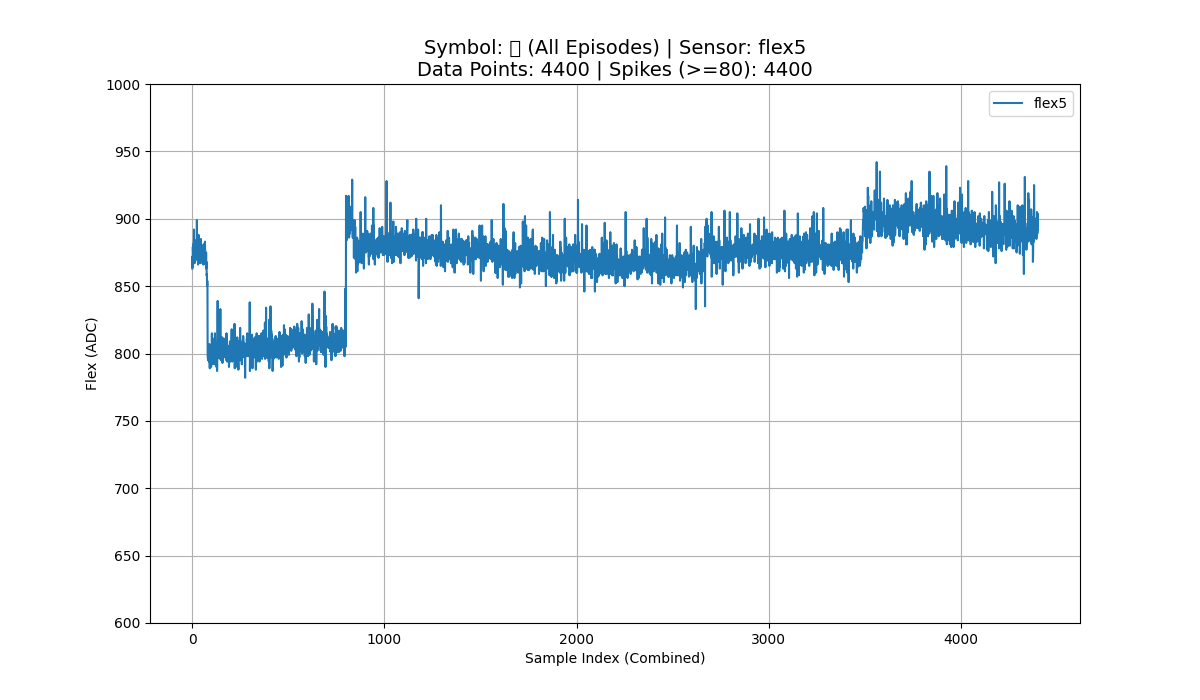 Symbol: (All Episodes) | Sensor: flex5
Data Points: 4400 | Spikes (>=80): 4400
flex5
1000
950
900
850
800
750
700
650
600
Flex (ADC)
0 1000 2000 3000 4000
Sample Index (Combined)